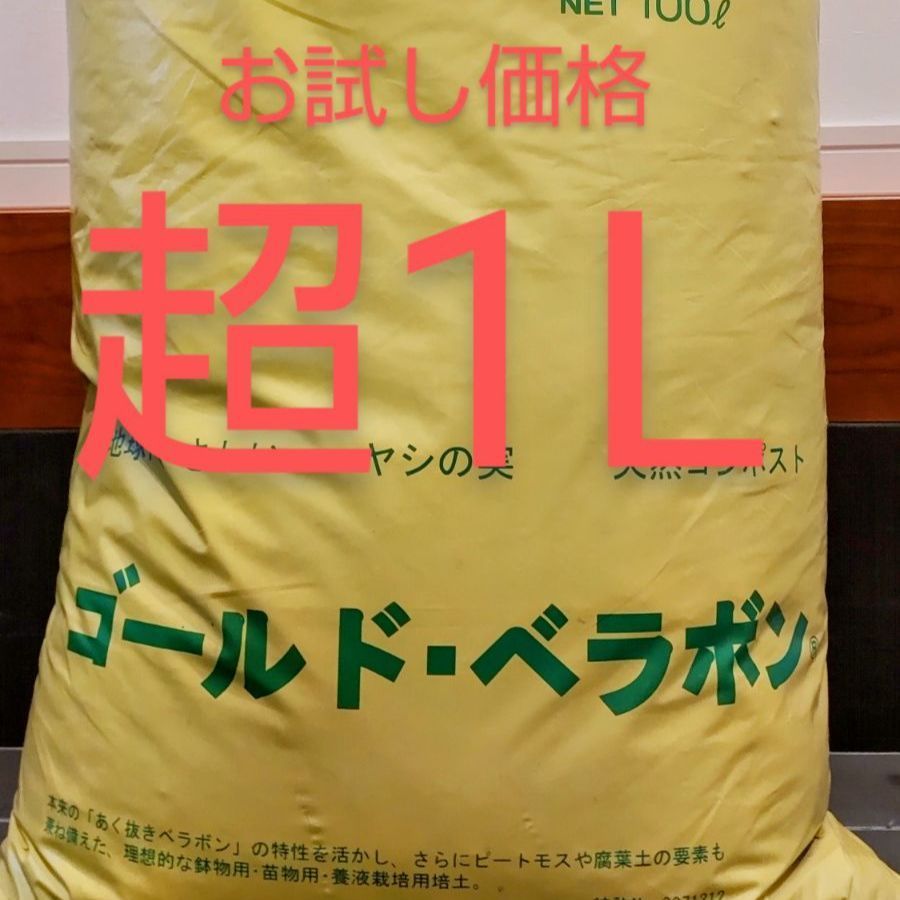 NET 100ℓ
お試し価格
超1L
ヤシの実
ゴールド・ベラボン®
本来の「あく抜きベラボン」の特性を活かし、さらにピートモスや腐葉土の要素も
兼ね備えた、理想的な鉢物用・苗物用・養液栽培用培土。